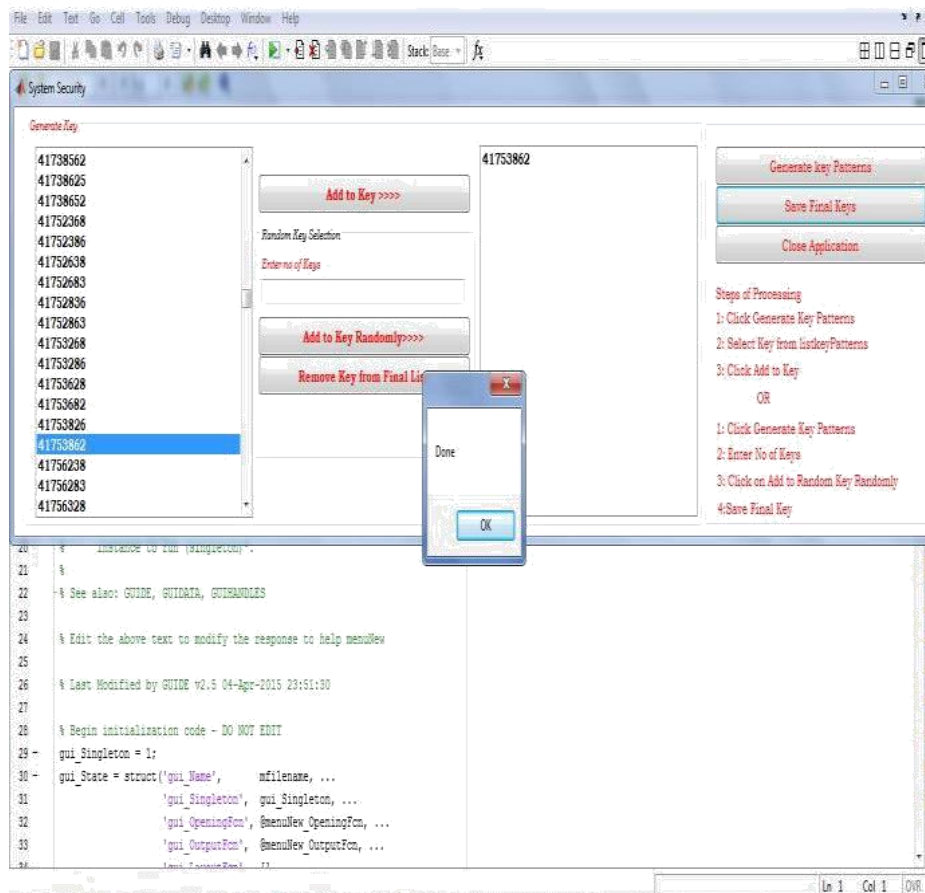 File Edit Text Go Cell Tools Debug Desktop Window Help
Stack: Base fx
System Security
Generate Key
41738562
41738625
41738652
41752368
41752386
41752638
41752683
41752836
41752863
41753268
41753286
41753628
41753682
41753826
41753862
41756238
41756283
41756328
Add to Key >>>>
Random Key Selection
Enter no of Keys
Add to Key Randomly>>>>
Remove Key from Final Lis
41753862
Generate key Patterns
Save Final Keys
Close Application
Steps of Processing
1: Click Generate Key Patterns
2: Select Key from listkeyPatterns
3: Click Add to Key
OR
1: Click Generate Key Patterns
2: Enter No of Keys
3: Click on Add to Random Key Randomly
4:Save Final Key
X
Done
OK
20 % instance to run (singleton)".
21 %
22 % See also: GUIDE, GUIDATA, GUIHANDLES
23
24 % Edit the above text to modify the response to help menuNew
25
26 % Last Modified by GUIDE v2.5 04-Apr-2015 23:51:30
27
28 % Begin initialization code - DO NOT EDIT
29 - gui_Singleton = 1;
30 - gui_State = struct('gui_Name', mfilename, ...
31 'gui_Singleton', gui_Singleton, ...
32 'gui_OpeningFcn', @menuNew_OpeningFcn, ...
33 'gui_OutputFcn', @menuNew_OutputFcn, ...
34 'gui_LayoutFcn', [] 
Ln 1 Col 1 OVR